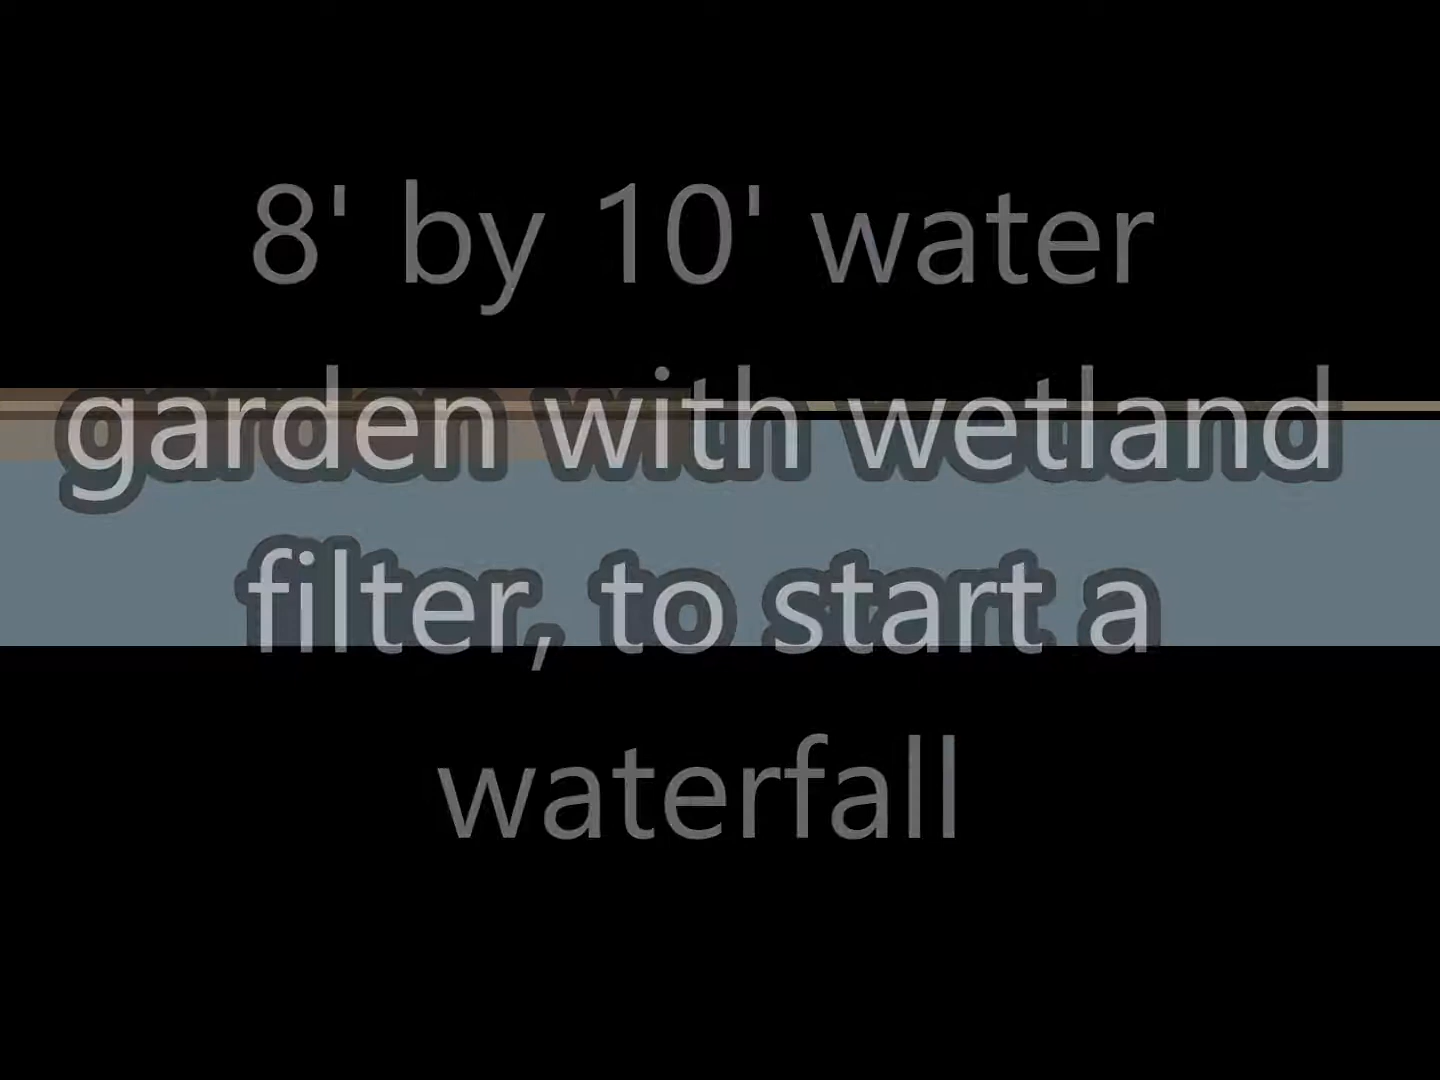 8' by 10' water
garden with wetland
filter, to start a
waterfall